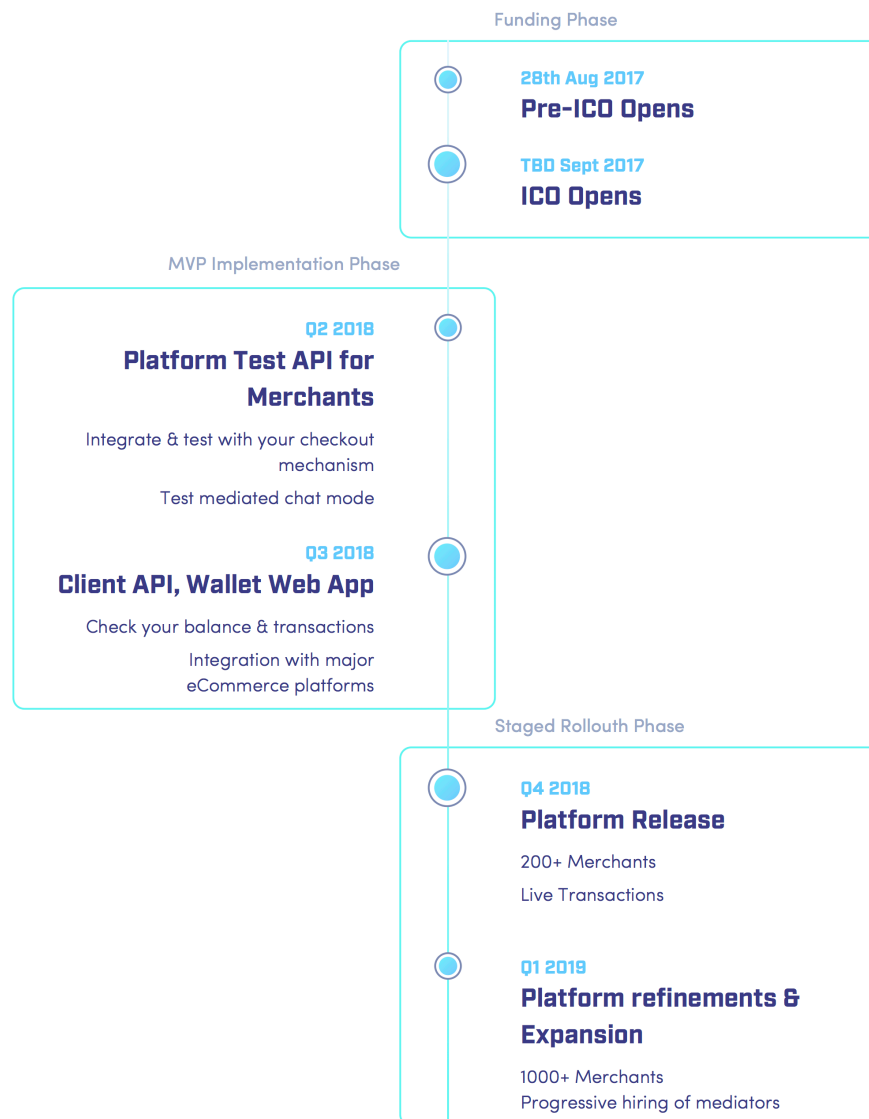 Funding Phase
28th Aug 2017
Pre-ICO Opens
TBD Sept 2017
ICO Opens
MVP Implementation Phase
Q2 2018
Platform Test API for
Merchants
Integrate & test with your checkout
mechanism
Test mediated chat mode
Q3 2018
Client API, Wallet Web App
Check your balance & transactions
Integration with major
eCommerce platforms
Staged Rollouth Phase
Q4 2018
Platform Release
200+ Merchants
Live Transactions
Q1 2019
Platform refinements &
Expansion
1000+ Merchants
Progressive hiring of mediators